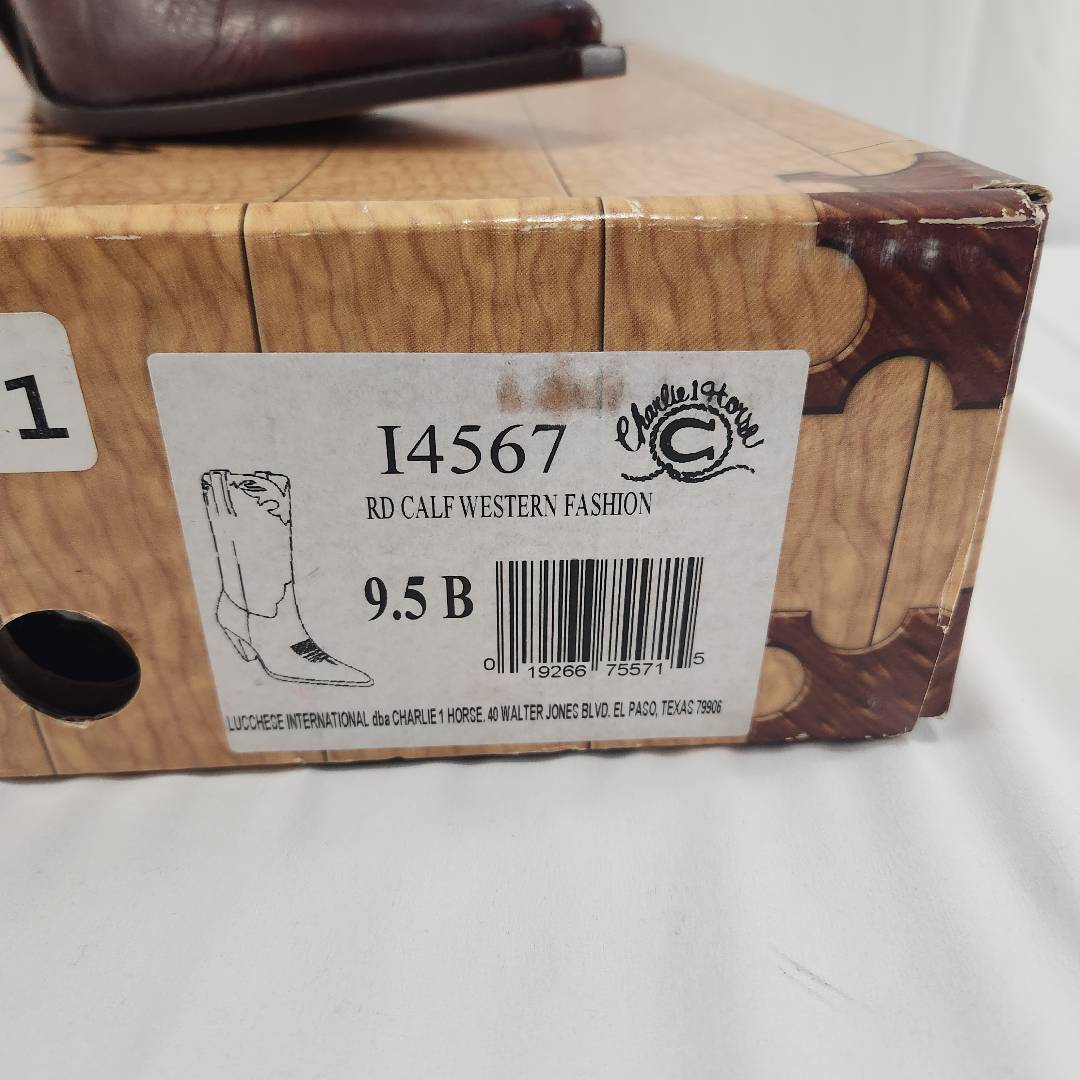 1
I4567
Charlie 1 Horse
C
RD CALF WESTERN FASHION
9.5 B
0 19266 75571 5
LUCCHESE INTERNATIONAL dba CHARLIE 1 HORSE. 40 WALTER JONES BLVD. EL PASO, TEXAS 79906